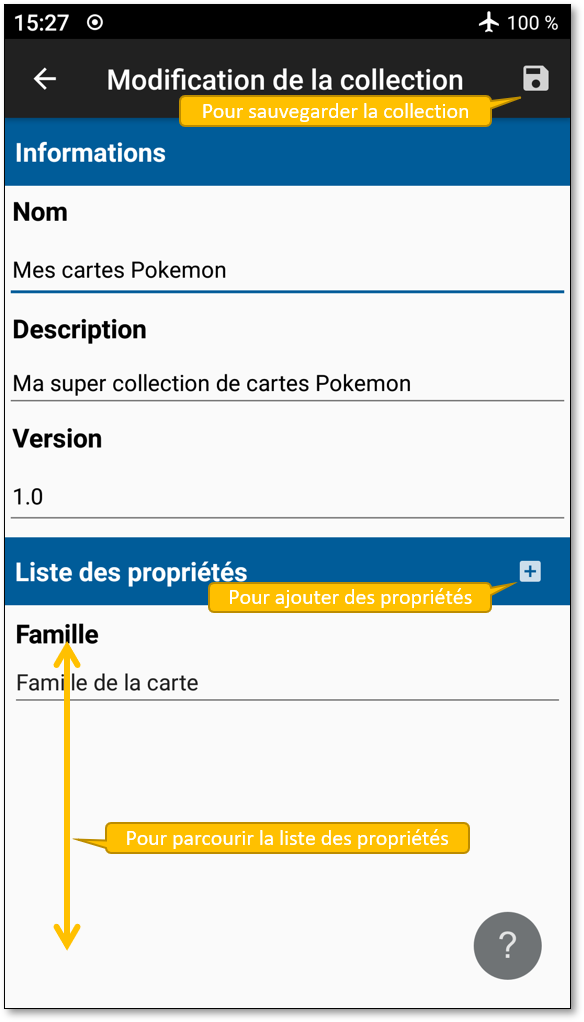 15:27 100 %
Modification de la collection
Pour sauvegarder la collection
Informations
Nom
Mes cartes Pokemon
Description
Ma super collection de cartes Pokemon
Version
1.0
Liste des propriétés
Pour ajouter des propriétés
Famille
Famille de la carte
Pour parcourir la liste des propriétés
?